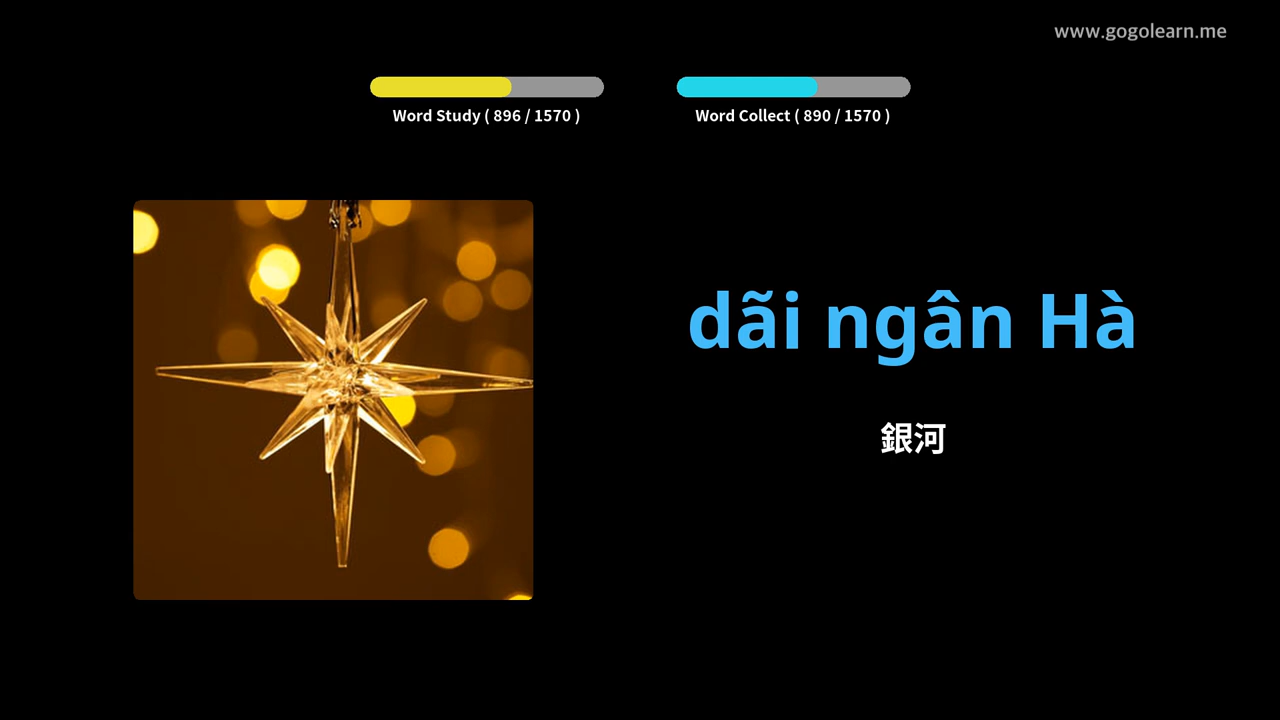 www.gogolearn.me
Word Study ( 896 / 1570 )
Word Collect ( 890 / 1570 )
dãi ngân Hà
銀河